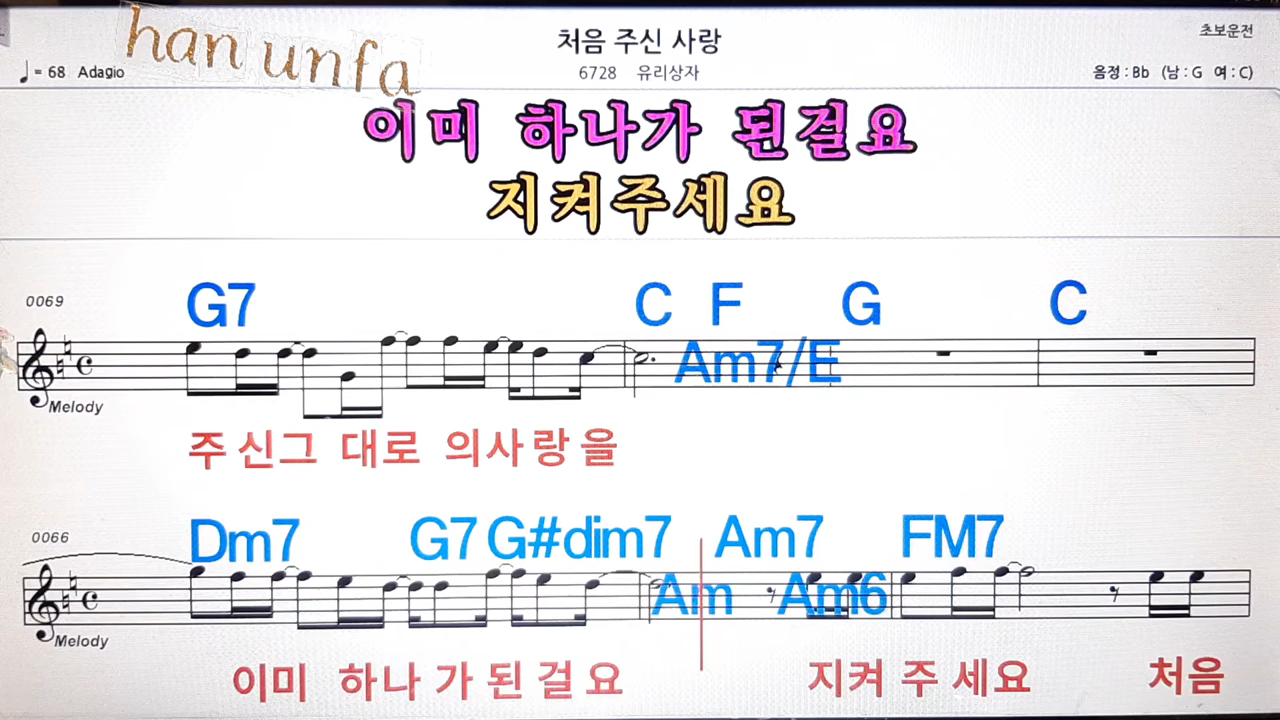 han unfa
처음 주신 사랑
초보운전
♩= 68 Adagio
6728 유리상자
음정 : Bb (남 : G 여 : C)
이미 하나가 된걸요
지켜주세요
0069
G7 C F G C
Am7/E
Melody
주 신그 대로 의사랑을
0066
Dm7 G7 G#dim7 Am7 FM7
Am Am6
Melody
이미 하나 가 된 걸 요 지켜 주 세요 처음